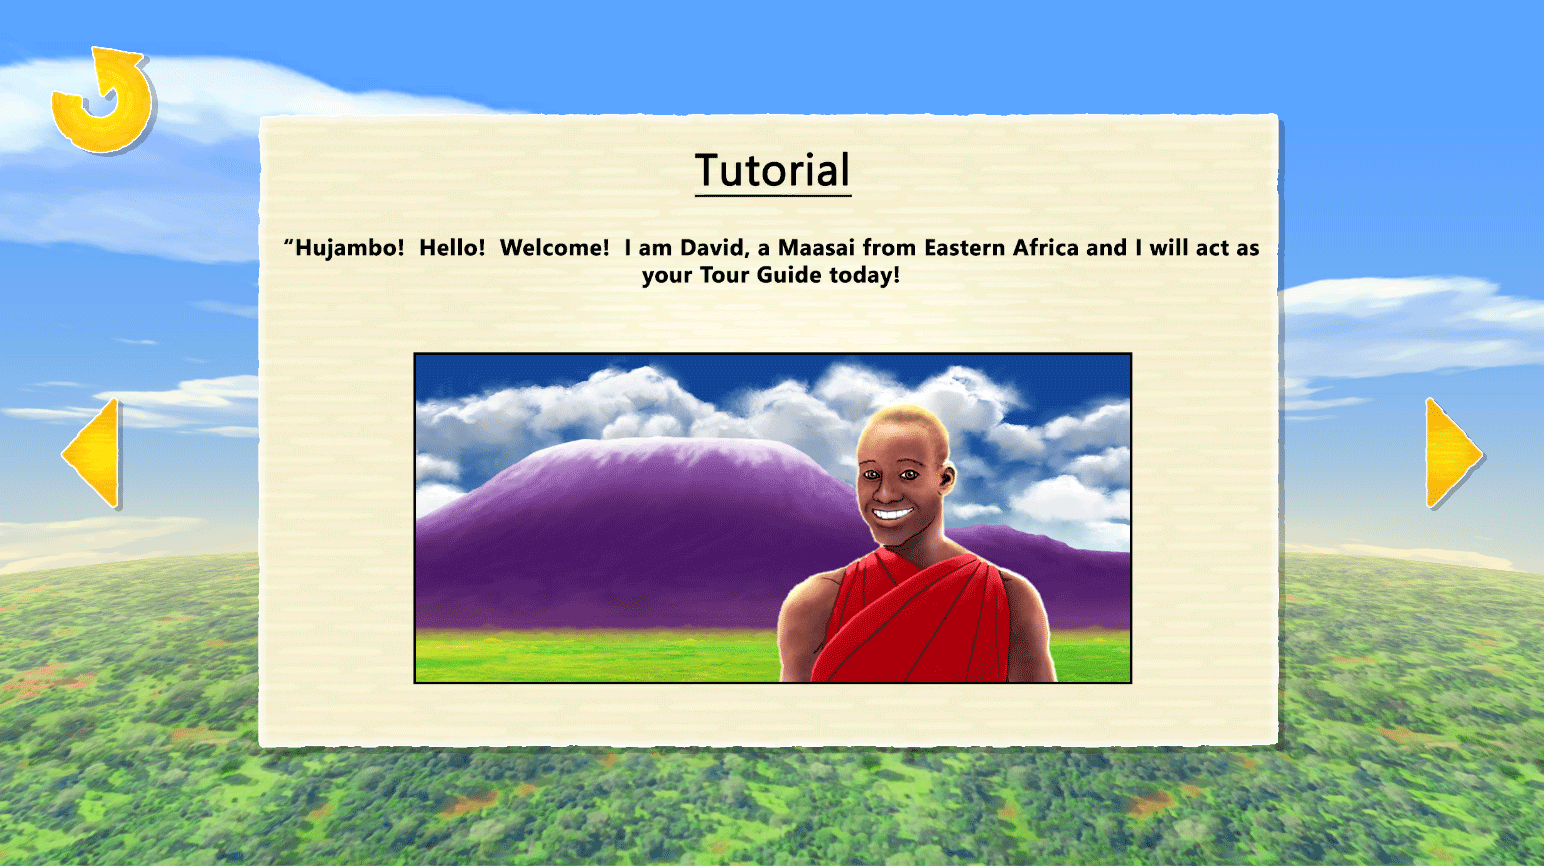 Tutorial
“Hujambo!  Hello!  Welcome!  I am David, a Maasai from Eastern Africa and I will act as
your Tour Guide today!